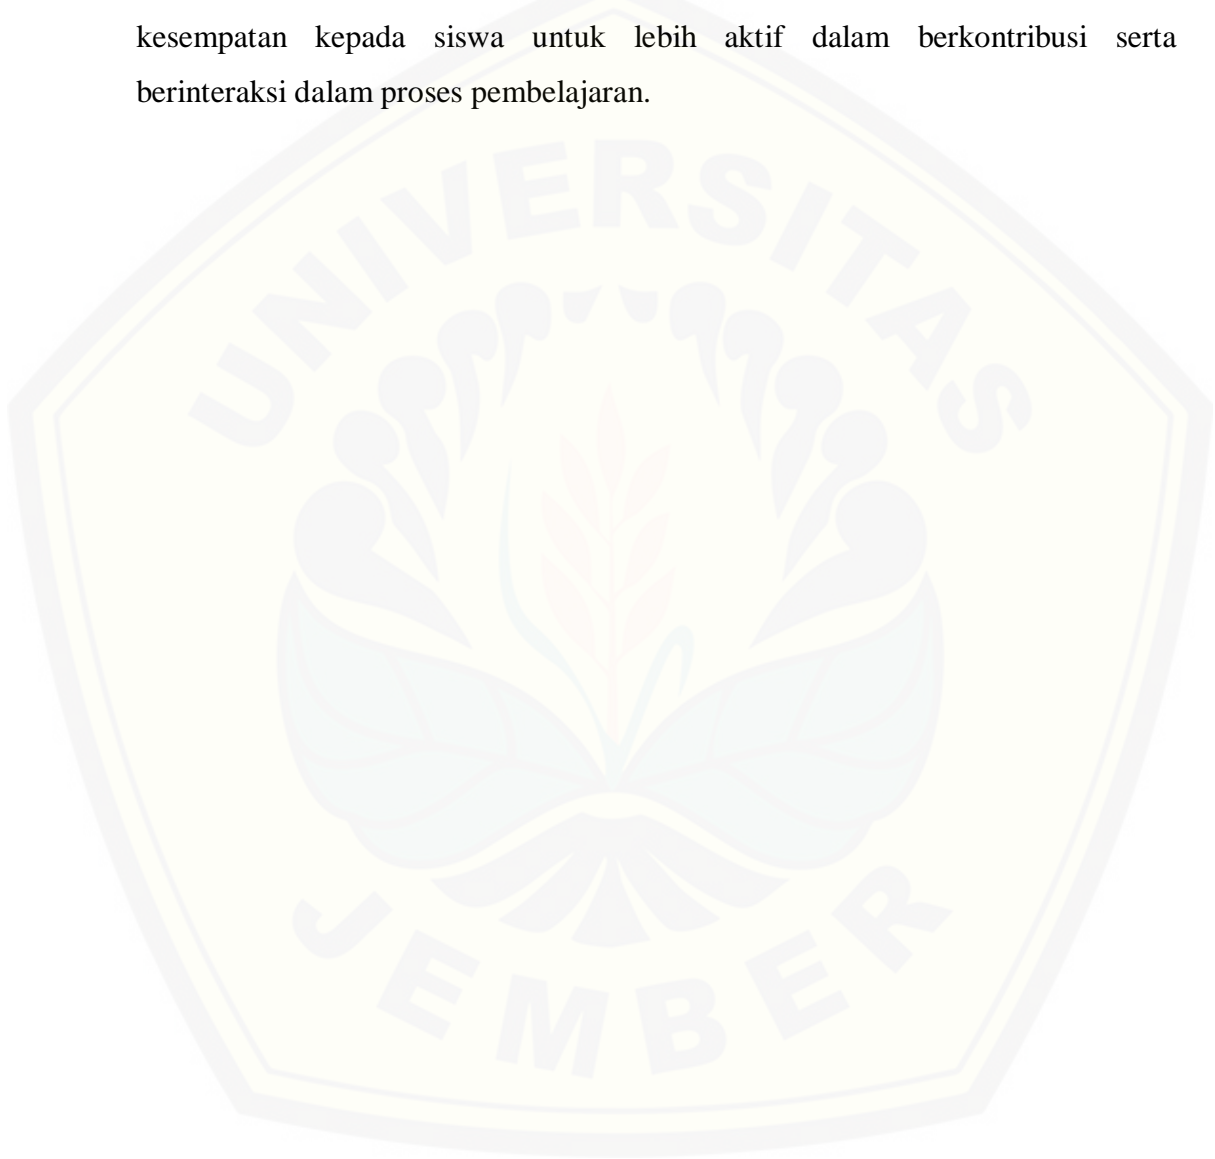 kesempatan kepada siswa untuk lebih aktif dalam berkontribusi serta
berinteraksi dalam proses pembelajaran.
UNIVERSITAS
JEMBER